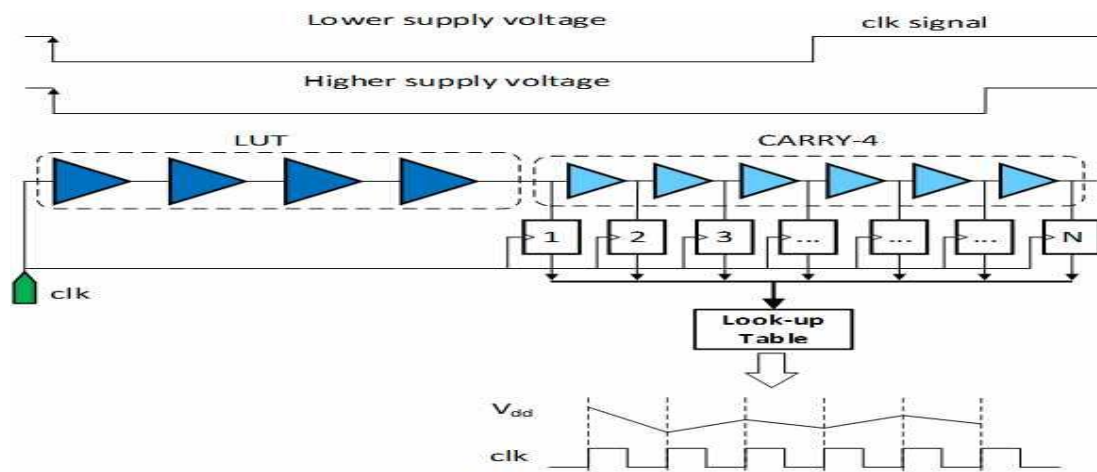 Lower supply voltage
clk signal
Higher supply voltage
LUT
CARRY-4
1
2
3
...
...
...
N
clk
Look-up
Table
Vdd
clk